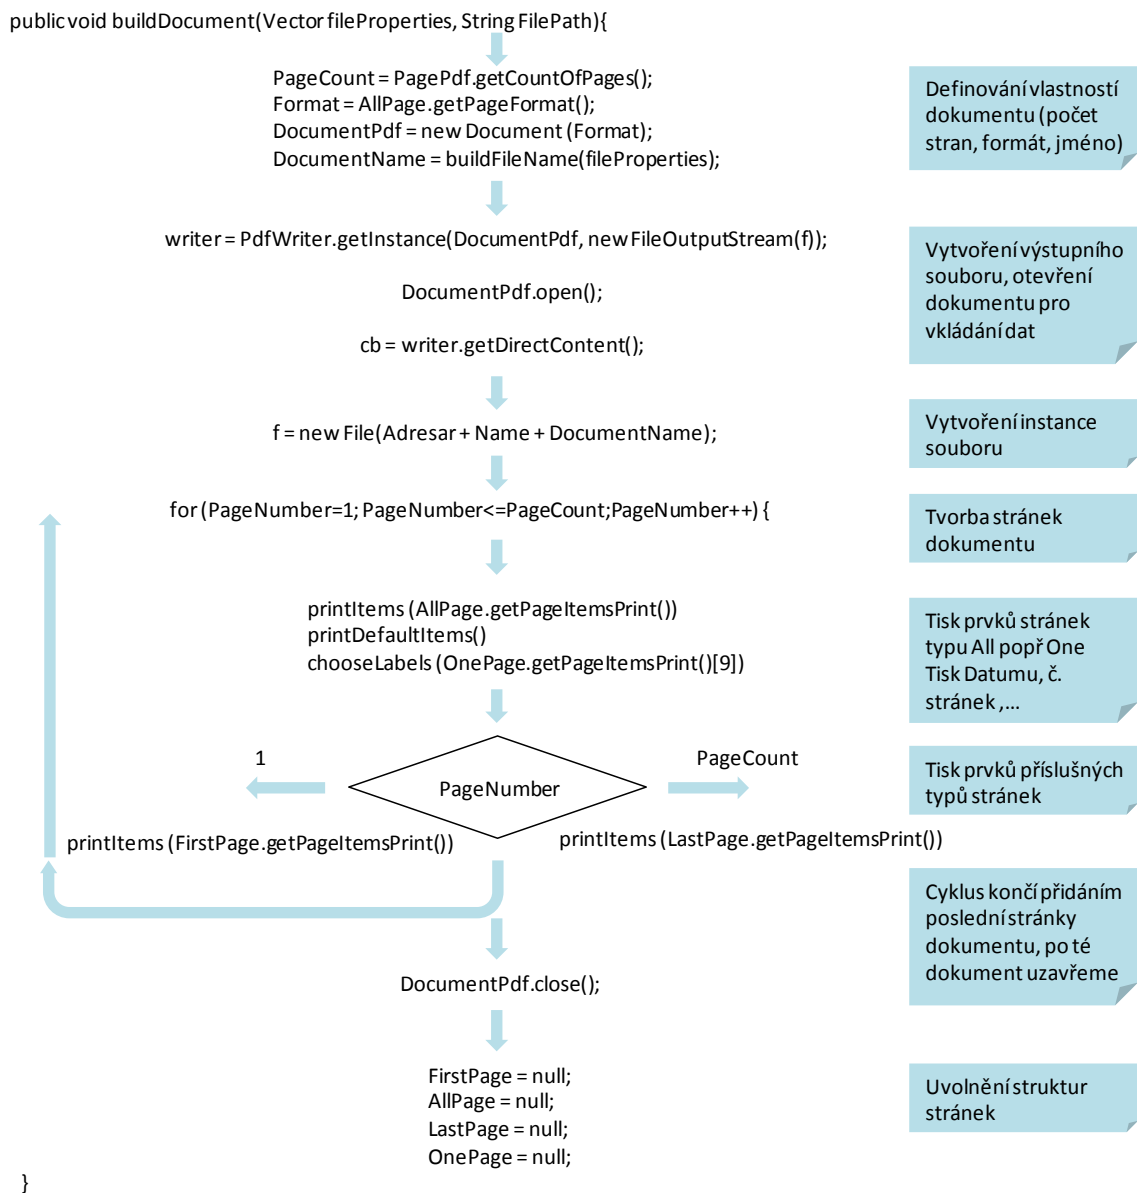 public void buildDocument(Vector fileProperties, String FilePath){
PageCount = PagePdf.getCountOfPages();
Format = AllPage.getPageFormat();
DocumentPdf = new Document (Format);
DocumentName = buildFileName(fileProperties);
Definování vlastností
dokumentu (počet
stran, formát, jméno)
writer = PdfWriter.getInstance(DocumentPdf, new FileOutputStream(f));
DocumentPdf.open();
cb = writer.getDirectContent();
Vytvoření výstupního
souboru, otevření
dokumentu pro
vkládání dat
f = new File(Adresar + Name + DocumentName);
Vytvoření instance
souboru
for (PageNumber=1; PageNumber<=PageCount;PageNumber++) {
Tvorba stránek
dokumentu
printItems (AllPage.getPageItemsPrint())
printDefaultItems()
chooseLabels (OnePage.getPageItemsPrint()[9])
Tisk prvků stránek
typu All popř One
Tisk Datumu, č.
stránek ,...
1
PageNumber
PageCount
Tisk prvků příslušných
typů stránek
printItems (FirstPage.getPageItemsPrint())
printItems (LastPage.getPageItemsPrint())
Cyklus končí přidáním
poslední stránky
dokumentu, po té
dokument uzavřeme
DocumentPdf.close();
FirstPage = null;
AllPage = null;
LastPage = null;
OnePage = null;
Uvolnění struktur
stránek
}